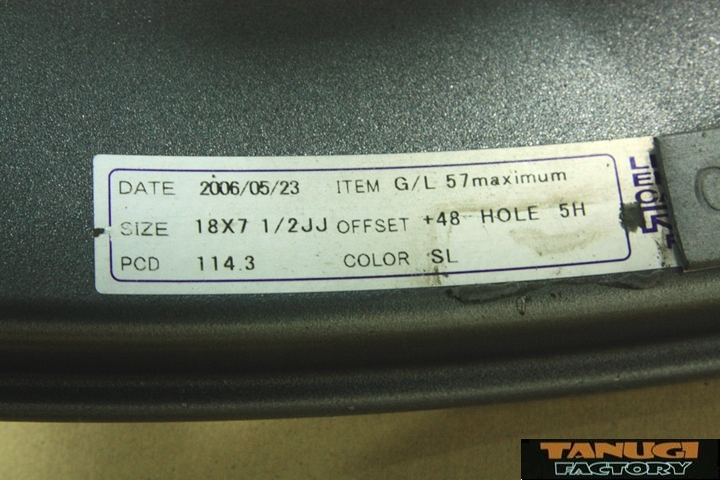 DATE 2006/05/23 ITEM G/L 57maximum
SIZE 18X7 1/2JJ OFFSET +48 HOLE 5H
PCD 114.3 COLOR SL
TANUGI
FACTORY